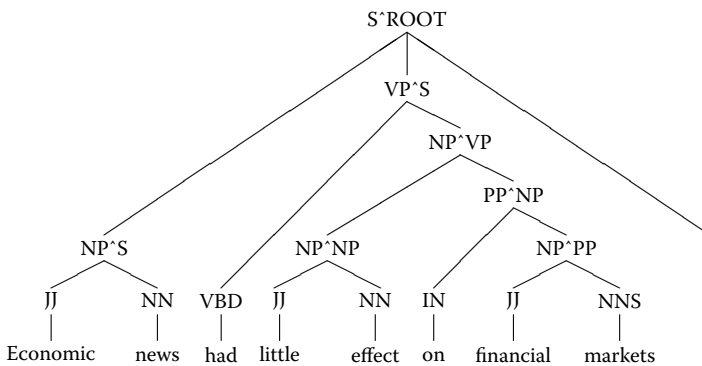 S^ROOT
VP^S
NP^VP
PP^NP
NP^S NP^NP NP^PP
JJ NN VBD JJ NN IN JJ NNS
Economic news had little effect on financial markets